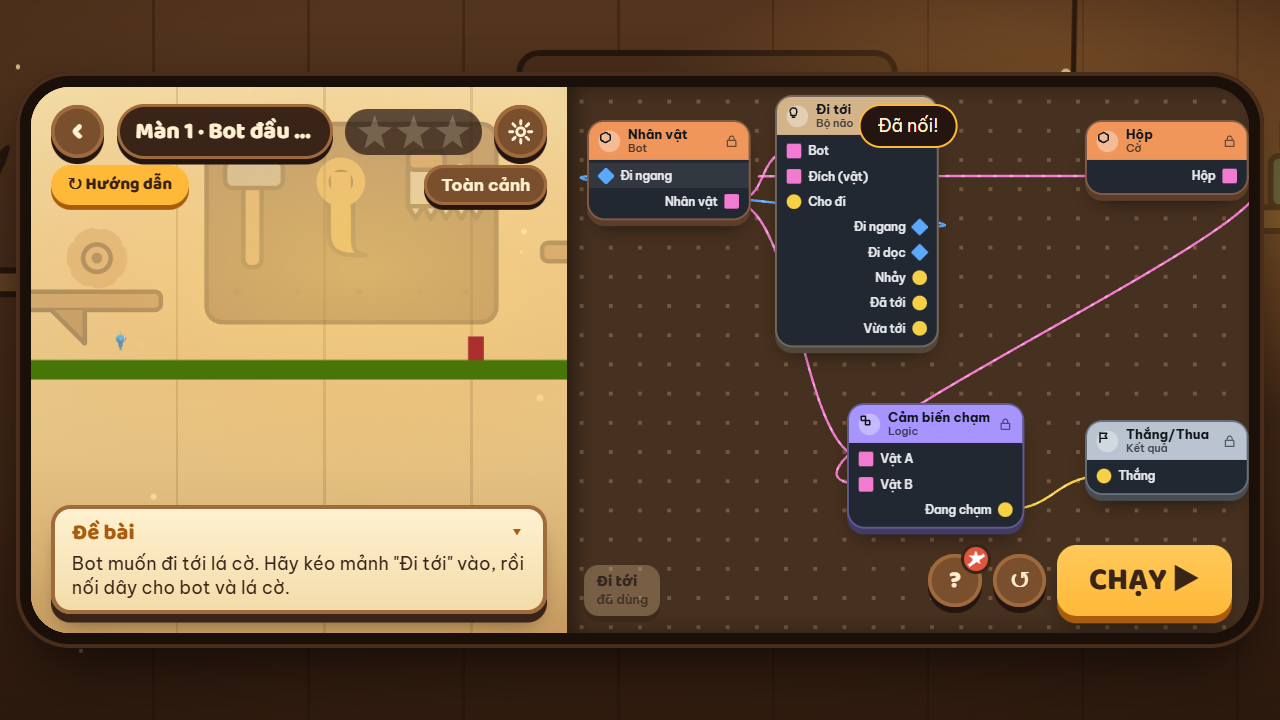 Màn 1 · Bot đầu ...
↻ Hướng dẫn
Toàn cảnh
Đề bài
Bot muốn đi tới lá cờ. Hãy kéo mảnh "Đi tới" vào, rồi
nối dây cho bot và lá cờ.
Nhân vật
Bot
Đi ngang
Nhân vật
Đi tới
Bộ não
Đã nối!
Bot
Đích (vật)
Cho đi
Đi ngang
Đi dọc
Nhảy
Đã tới
Vừa tới
Hộp
Cờ
Hộp
Cảm biến chạm
Logic
Vật A
Vật B
Đang chạm
Thắng/Thua
Kết quả
Thắng
Đi tới
đã dùng
?
↺
CHẠY ▶